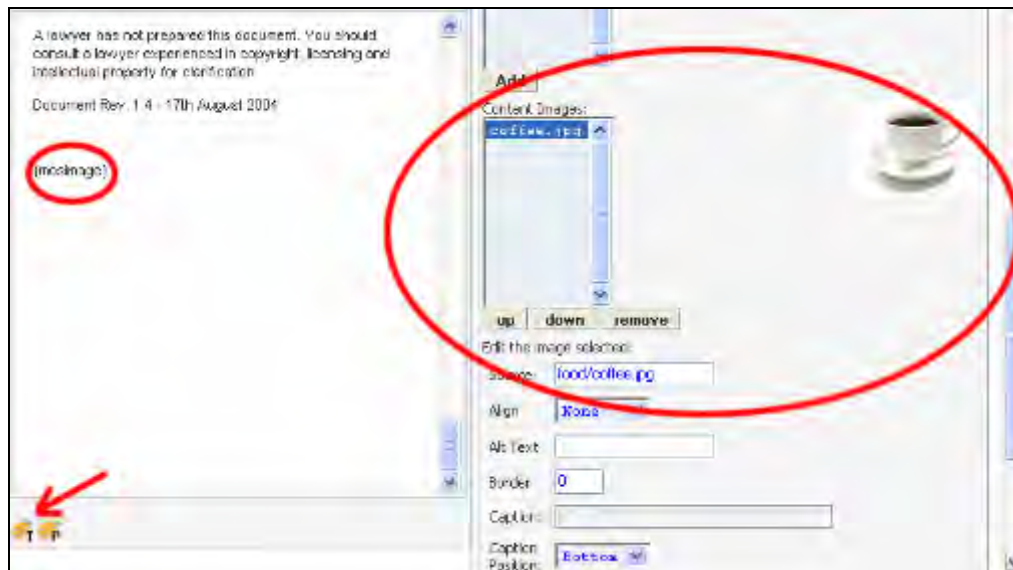 A lawyer has not prepared this document. You should
consult a lawyer experienced in copyright, licensing and
intellectual property for clarification
Document Rev. 1.4 - 17th August 2004
{mosimage}
Add
Content Images:
coffee.jpg
up down remove
Edit the image selected:
Source: food/coffee.jpg
Align None
Alt Text
Border 0
Caption:
Caption
Position: Bottom